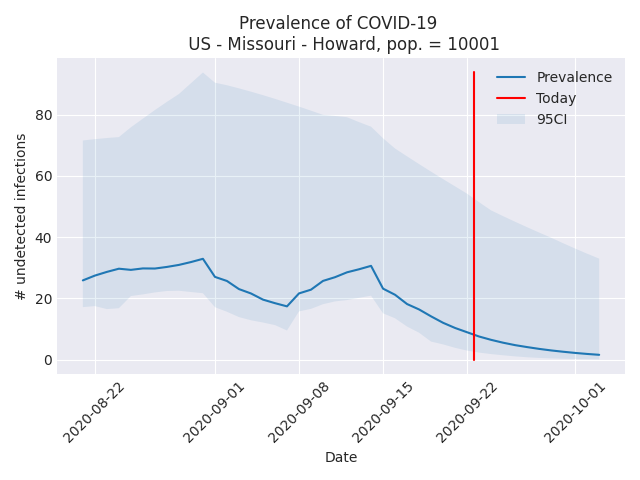 Prevalence of COVID-19
US - Missouri - Howard, pop. = 10001
Prevalence
Today
95CI
# undetected infections
80
60
40
20
0
2020-08-22
2020-09-01
2020-09-08
2020-09-15
2020-09-22
2020-10-01
Date